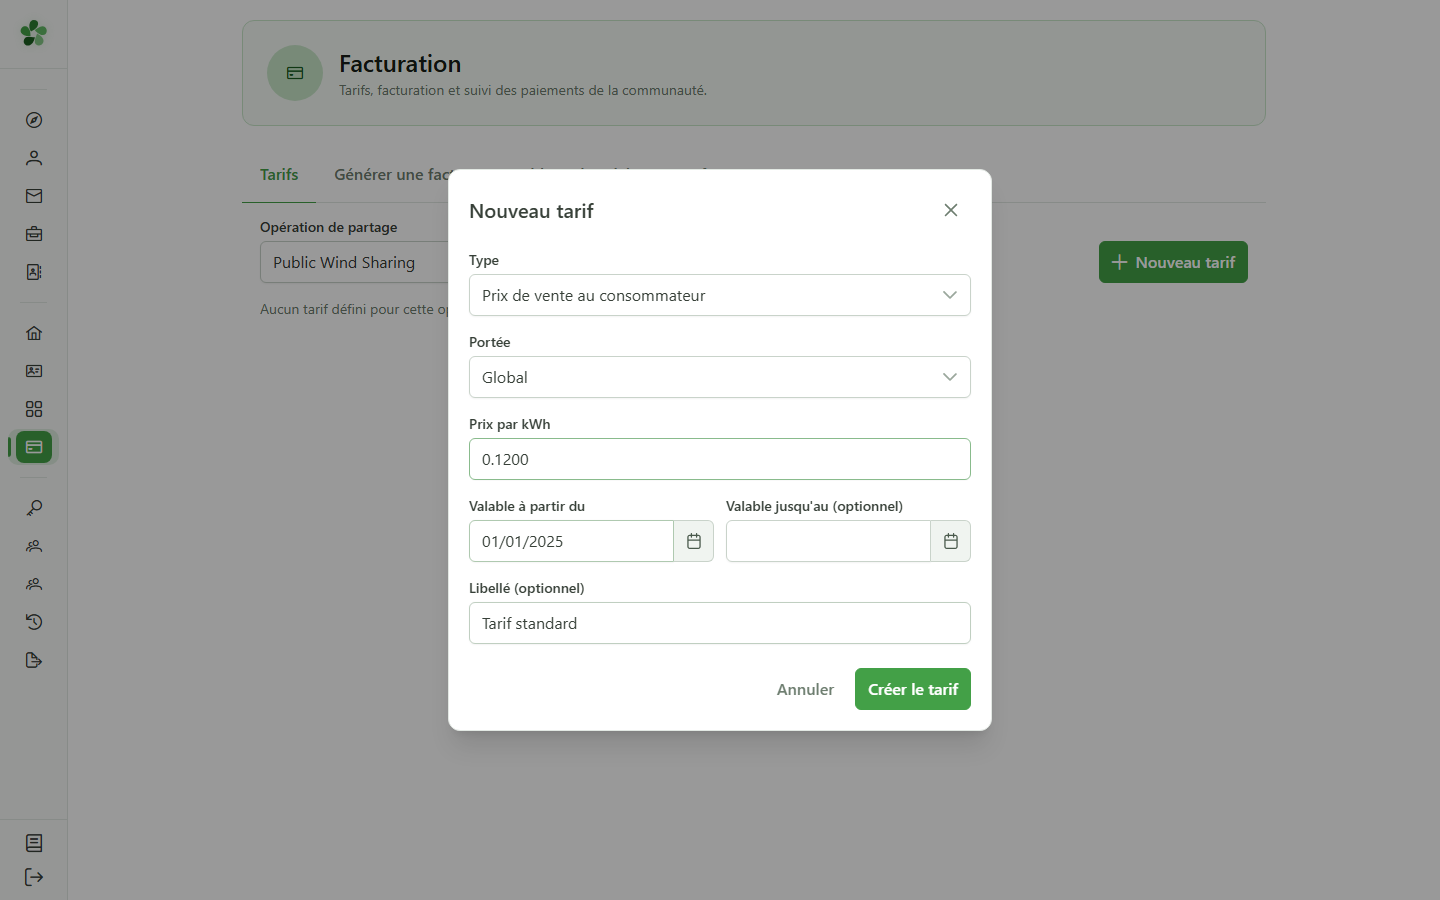 Facturation
Tarifs, facturation et suivi des paiements de la communauté.
Tarifs
Générer une
Opération de partage
Public Wind Sharing
Nouveau tarif
Aucun tarif défini pour cette
Nouveau tarif
Type
Prix de vente au consommateur
Portée
Global
Prix par kWh
0.1200
Valable à partir du
Valable jusqu'au (optionnel)
01/01/2025
Libellé (optionnel)
Tarif standard
Annuler
Créer le tarif